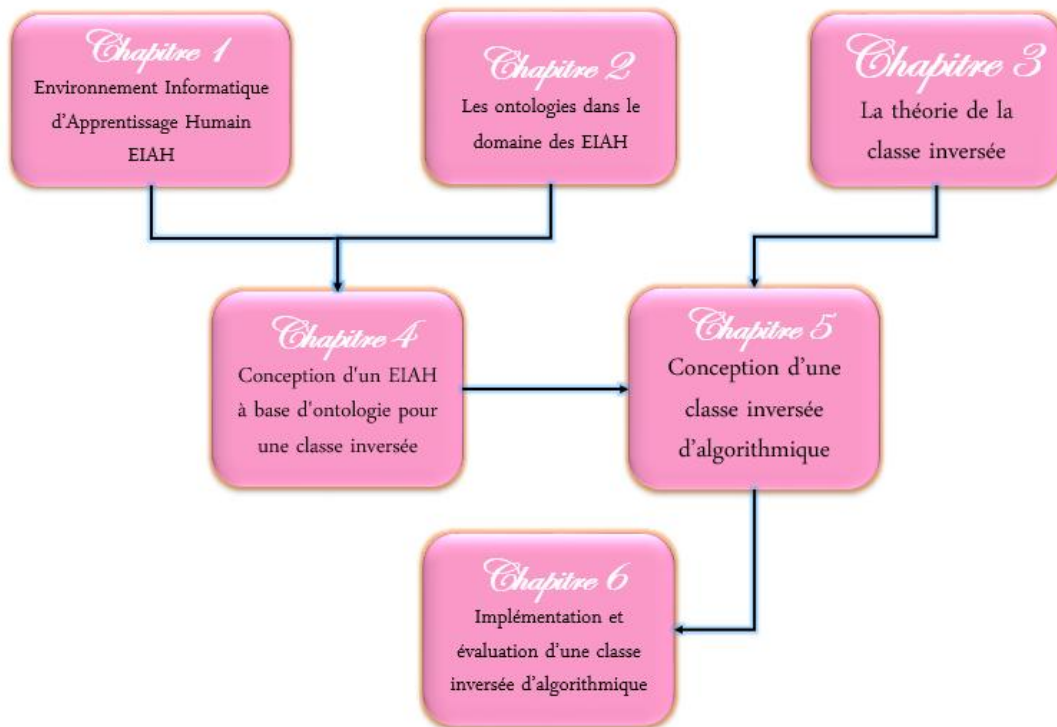 Chapitre 1
Environnement Informatique
d'Apprentissage Humain
EIAH
Chapitre 2
Les ontologies dans le
domaine des EIAH
Chapitre 3
La théorie de la
classe inversée
Chapitre 4
Conception d'un EIAH
à base d'ontologie pour
une classe inversée
Chapitre 5
Conception d'une
classe inversée
d'algorithmique
Chapitre 6
Implémentation et
évaluation d'une classe
inversée d'algorithmique